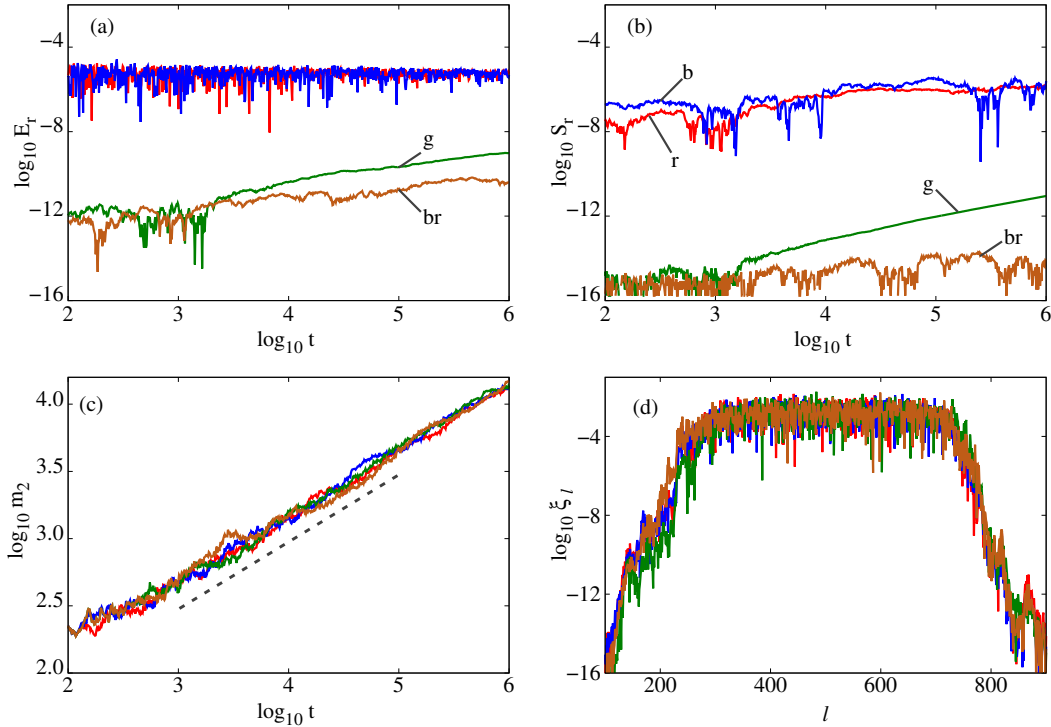 (a)
−4
−8
−12
−16
log₁₀ Eᵣ
g
br
2 3 4 5 6
log₁₀ t
(b)
−4
−8
−12
−16
log₁₀ Sᵣ
b
r
g
br
2 3 4 5 6
log₁₀ t
(c)
4.0
3.5
3.0
2.5
2.0
log₁₀ m₂
2 3 4 5 6
log₁₀ t
(d)
−4
−8
−12
−16
log₁₀ ξ l
200 400 600 800
l